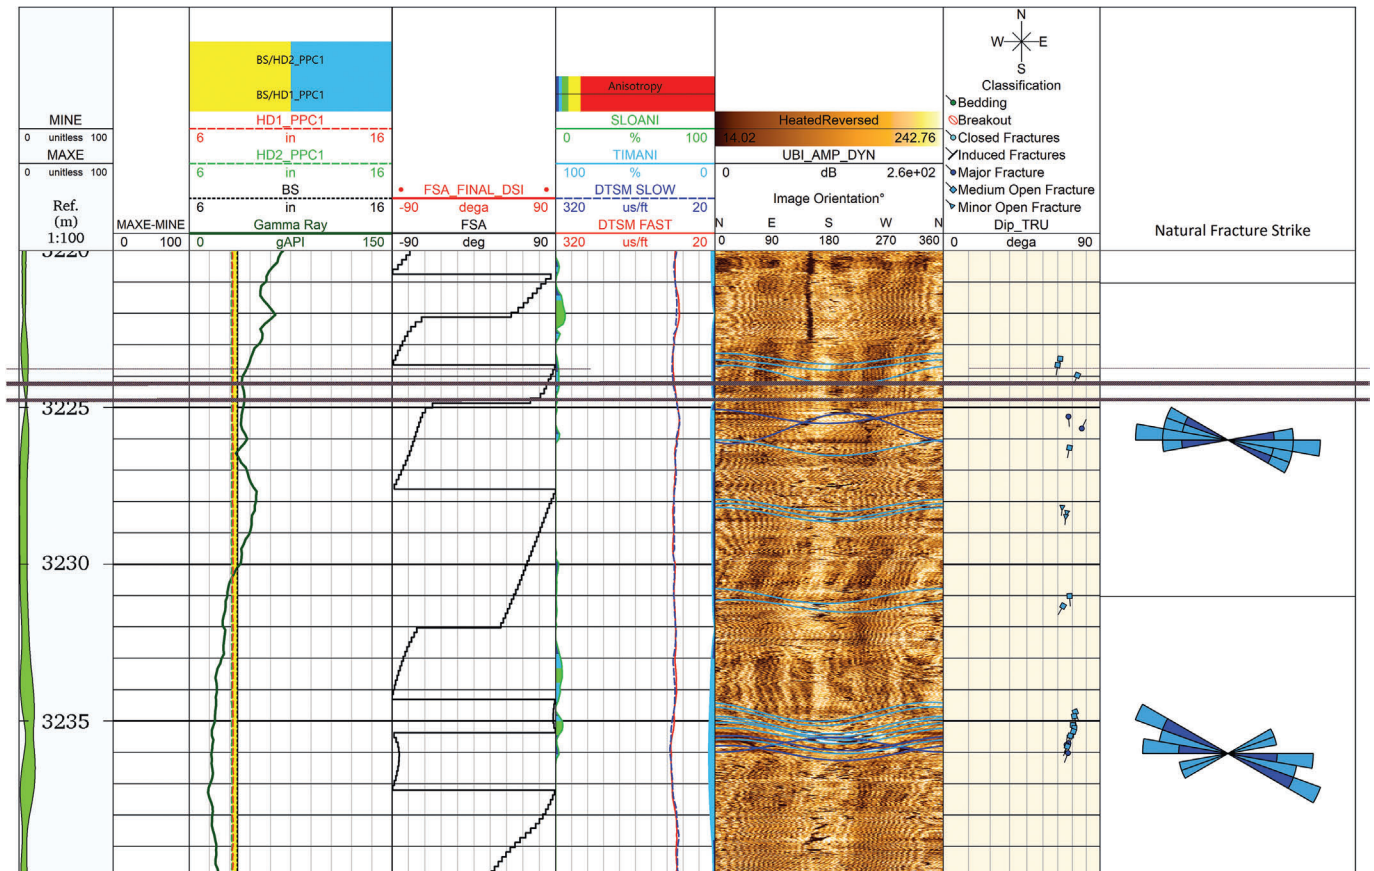 MINE
0 unitless 100
MAXE
0 unitless 100
Ref.
(m)
1:100
MAXE-MINE
0 100
BS/HD2_PPC1
BS/HD1_PPC1
HD1_PPC1
6 in 16
HD2_PPC1
6 in 16
BS
6 in 16
Gamma Ray
0 gAPI 150
FSA_FINAL_DSI
-90 dega 90
FSA
-90 deg 90
Anisotropy
SLOANI
0 % 100
TIMANI
100 % 0
DTSM SLOW
320 us/ft 20
DTSM FAST
320 us/ft 20
HeatedReversed
14.02 242.76
UBI_AMP_DYN
0 dB 2.6e+02
Image Orientation°
N E S W N
0 90 180 270 360
N
W E
S
Classification
Bedding
Breakout
Closed Fractures
Induced Fractures
Major Fracture
Medium Open Fracture
Minor Open Fracture
Dip_TRU
0 dega 90
Natural Fracture Strike
3220
3225
3230
3235